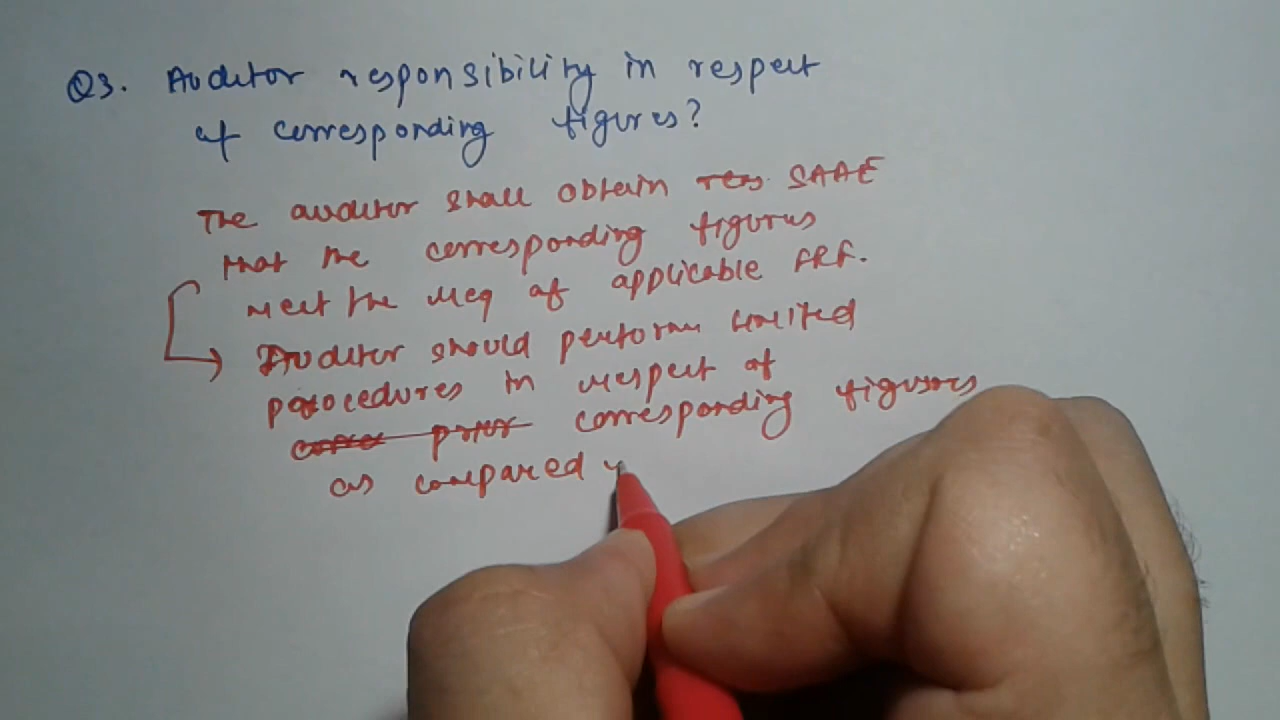 Q3. Auditor responsibility in respect
of corresponding figures?
The auditor shall obtain SAAE
that the corresponding figures
meet the req of applicable FRF.
Auditor should perform limited
procedures in respect of
prior corresponding figures
as compared